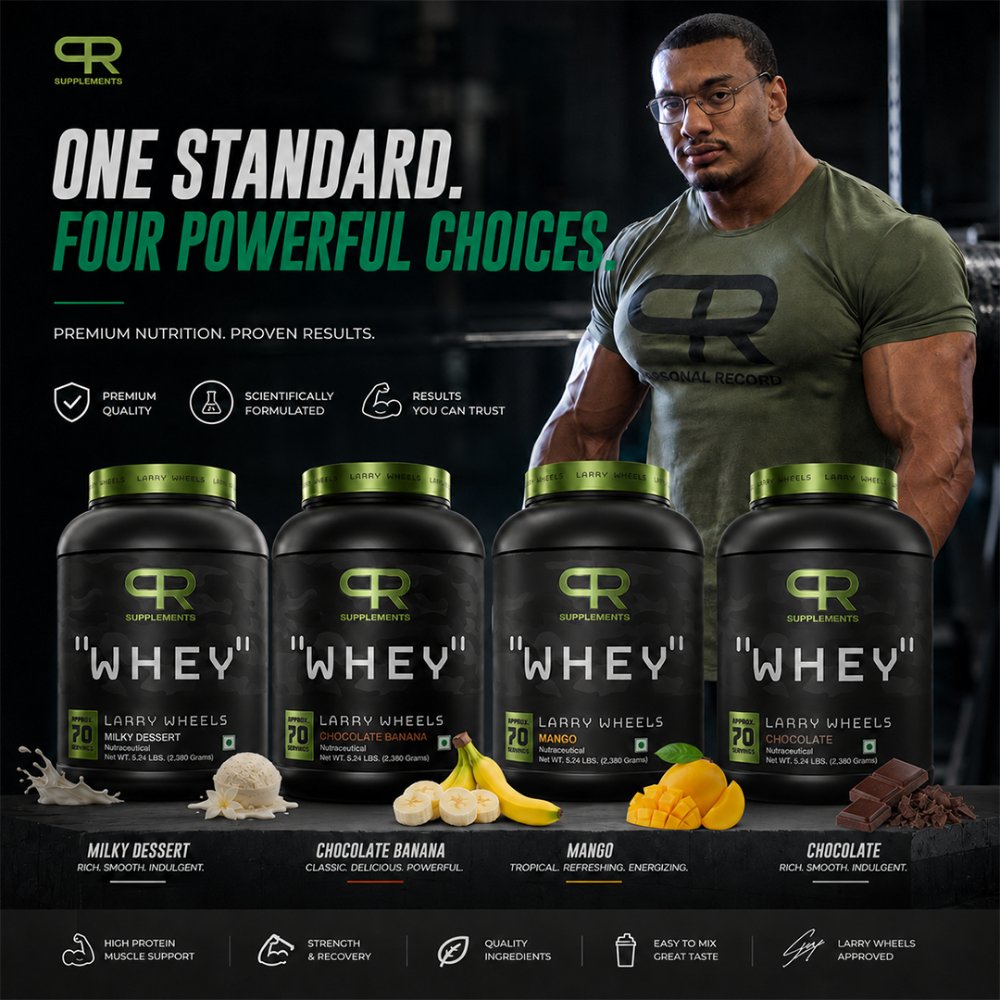 PR
SUPPLEMENTS
ONE STANDARD.
FOUR POWERFUL CHOICES.
PREMIUM NUTRITION. PROVEN RESULTS.
PREMIUM
QUALITY
SCIENTIFICALLY
FORMULATED
RESULTS
YOU CAN TRUST
PR
RSONAL RECORD
WHEELS LARRY WHEELS
PR
SUPPLEMENTS
"WHEY"
APPROX.
70
SERVINGS
LARRY WHEELS
MILKY DESSERT
Nutraceutical
Net WT. 5.24 LBS. (2,380 Grams)
WHEELS LARRY WHEELS
PR
SUPPLEMENTS
"WHEY"
APPROX.
70
SERVINGS
LARRY WHEELS
CHOCOLATE BANANA
Nutraceutical
Net WT. 5.24 LBS. (2,380 Grams)
WHEELS LARRY WHEELS
PR
SUPPLEMENTS
"WHEY"
APPROX.
70
SERVINGS
LARRY WHEELS
MANGO
Nutraceutical
Net WT. 5.24 LBS. (2,380 Grams)
WHEELS LARRY WHEELS
PR
SUPPLEMENTS
"WHEY"
APPROX.
70
SERVINGS
LARRY WHEELS
CHOCOLATE
Nutraceutical
Net WT. 5.24 LBS. (2,380 Grams)
MILKY DESSERT
RICH. SMOOTH. INDULGENT.
CHOCOLATE BANANA
CLASSIC. DELICIOUS. POWERFUL.
MANGO
TROPICAL. REFRESHING. ENERGIZING.
CHOCOLATE
RICH. SMOOTH. INDULGENT.
HIGH PROTEIN
MUSCLE SUPPORT
STRENGTH
& RECOVERY
QUALITY
INGREDIENTS
EASY TO MIX
GREAT TASTE
LARRY WHEELS
APPROVED